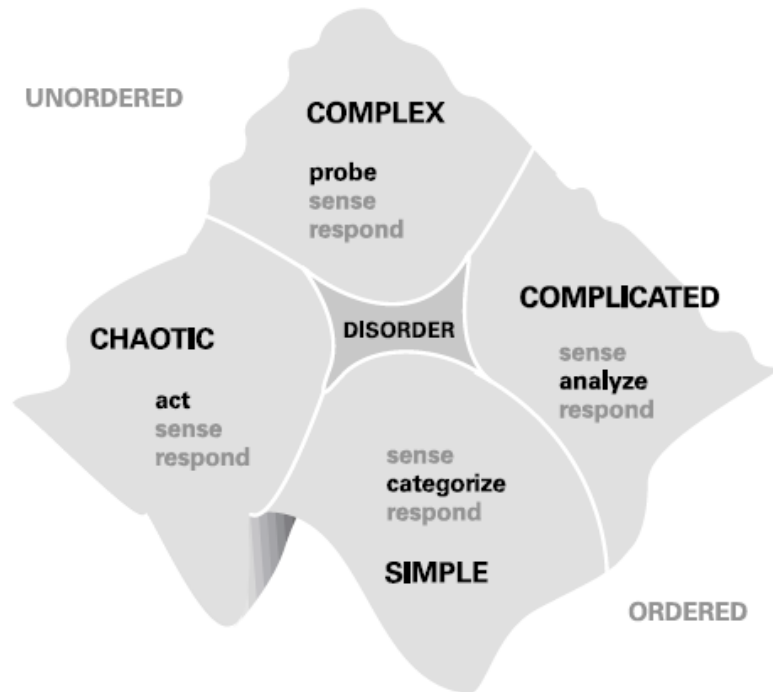 UNORDERED
COMPLEX
probe
sense
respond
CHAOTIC
act
sense
respond
DISORDER
COMPLICATED
sense
analyze
respond
sense
categorize
respond
SIMPLE
ORDERED